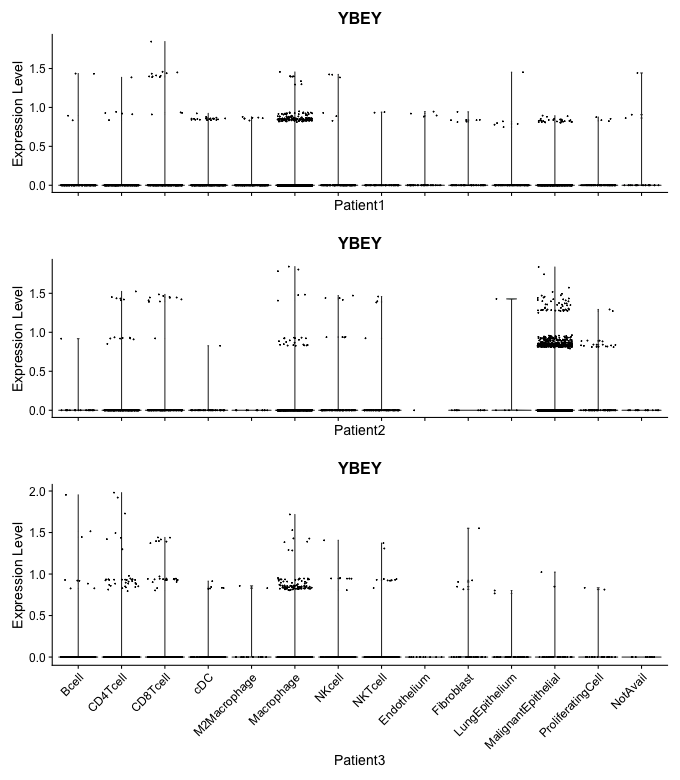 YBEY
Expression Level
1.5
1.0
0.5
0.0
Patient1
YBEY
Expression Level
1.5
1.0
0.5
0.0
Patient2
YBEY
Expression Level
2.0
1.5
1.0
0.5
0.0
Bcell
CD4Tcell
CD8Tcell
cDC
M2Macrophage
Macrophage
NKcell
NKTcell
Endothelium
Fibroblast
LungEpithelium
MalignantEpithelial
ProliferatingCell
NotAvail
Patient3